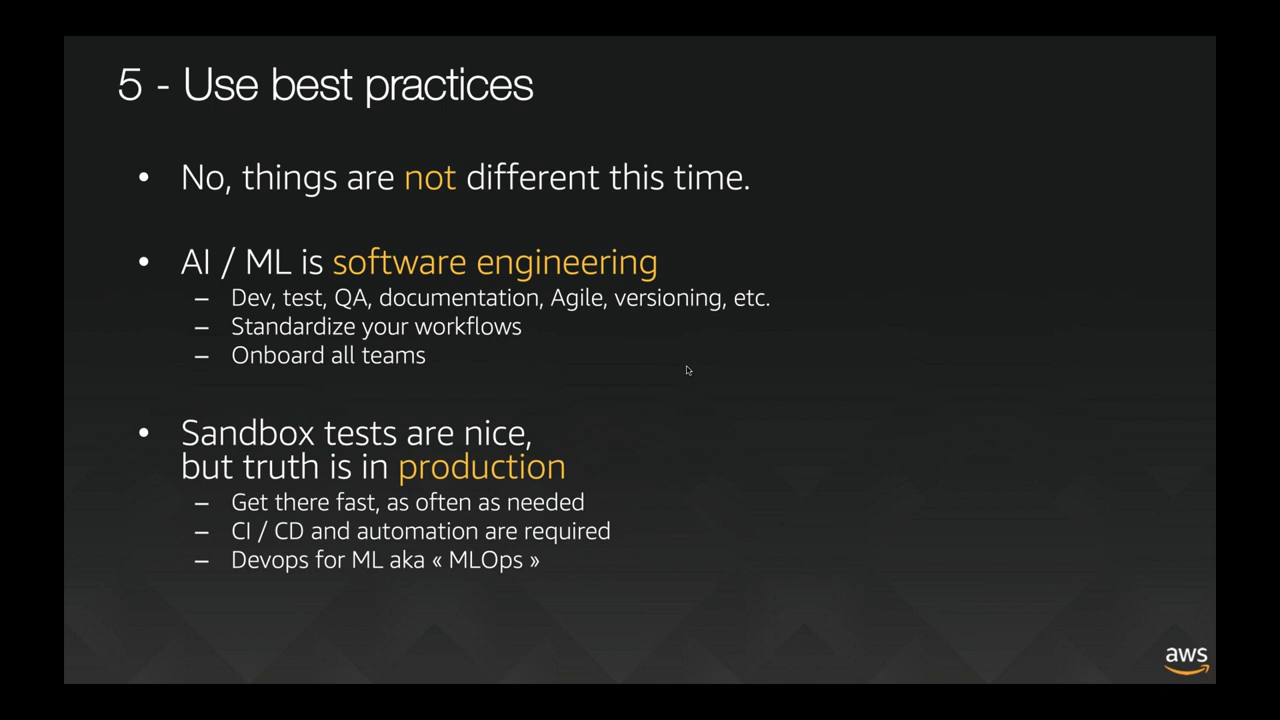 5 - Use best practices
• No, things are not different this time.
• AI / ML is software engineering
– Dev, test, QA, documentation, Agile, versioning, etc.
– Standardize your workflows
– Onboard all teams
• Sandbox tests are nice,
but truth is in production
– Get there fast, as often as needed
– CI / CD and automation are required
– Devops for ML aka « MLOps »
aws